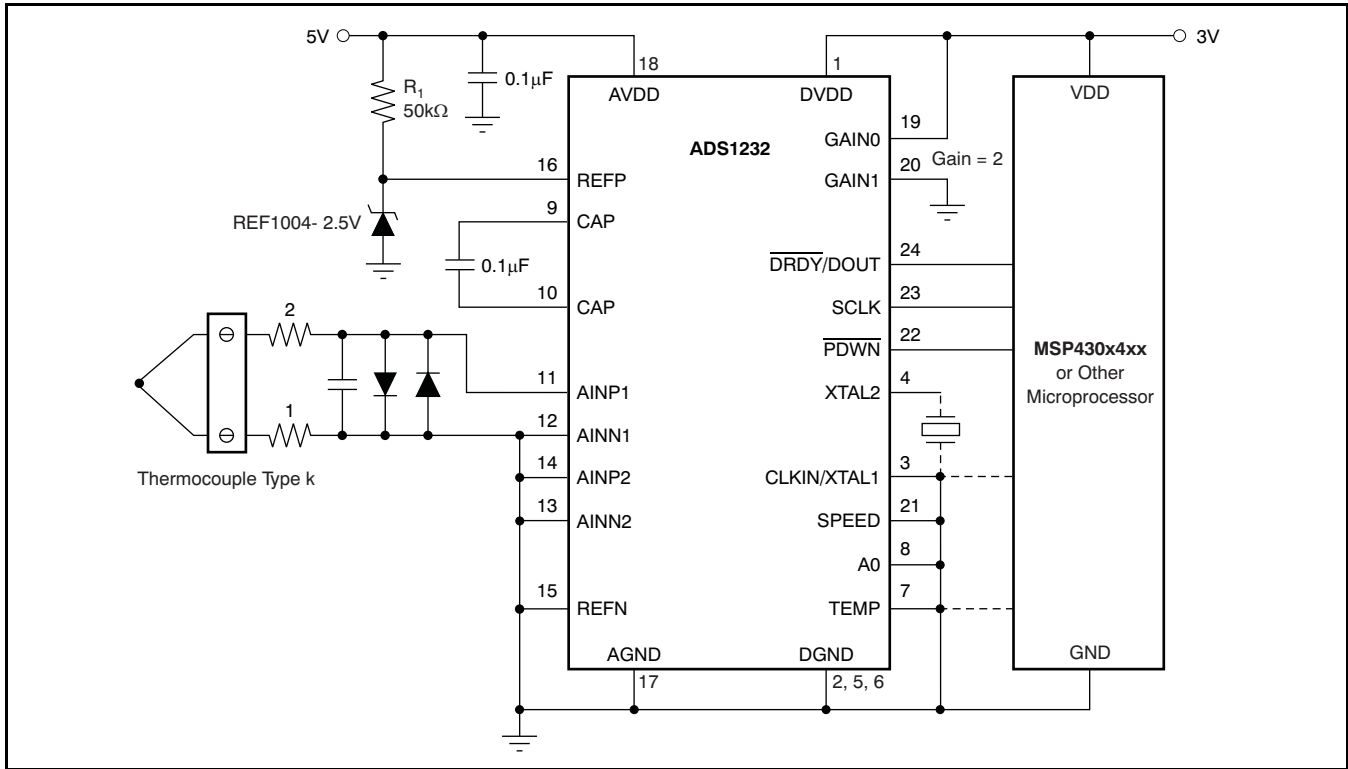 5V
3V
18
1
R1
50kΩ
0.1μF
AVDD
DVDD
VDD
19
ADS1232
GAIN0
Gain = 2
16
20
REFP
GAIN1
9
REF1004- 2.5V
CAP
24
DRDY/DOUT
0.1μF
10
23
CAP
SCLK
2
22
PDWN
MSP430x4xx
or Other
Microprocessor
11
4
AINP1
XTAL2
1
12
AINN1
14
3
Thermocouple Type k
AINP2
CLKIN/XTAL1
13
21
AINN2
SPEED
8
A0
15
7
REFN
TEMP
AGND
DGND
GND
17
2, 5, 6